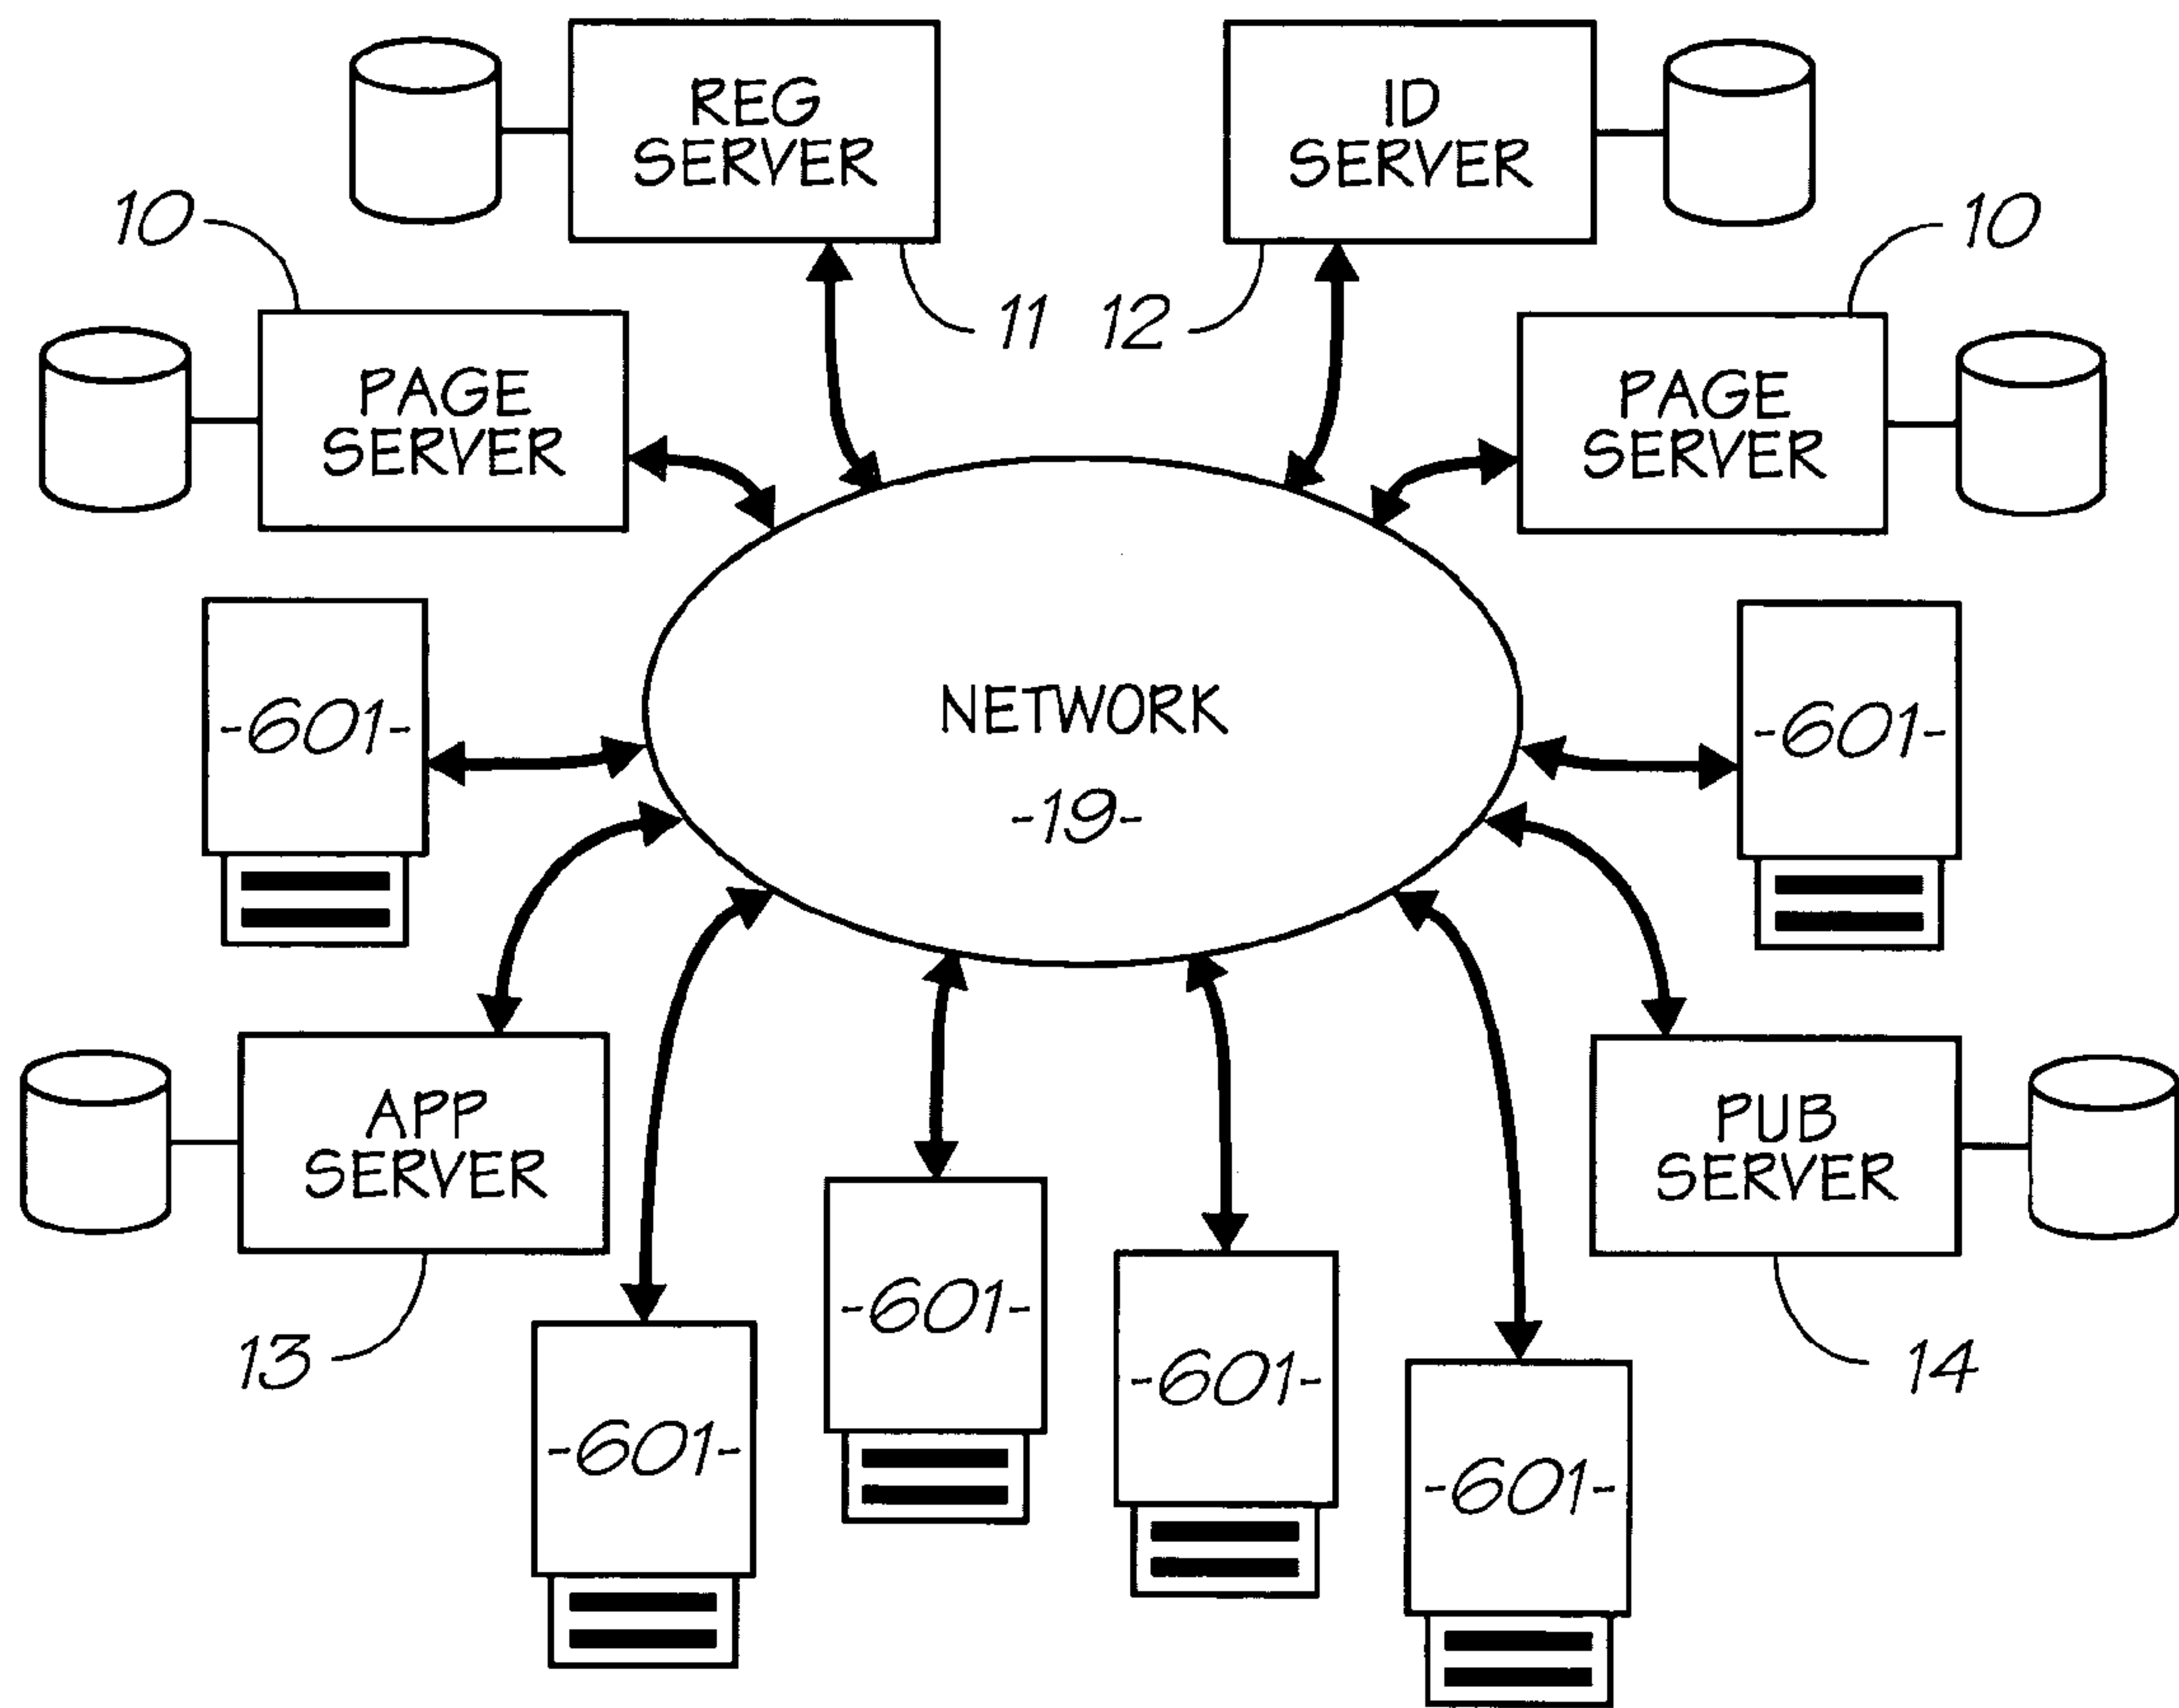 REG
SERVER
ID
SERVER
10
10
11
12
PAGE
SERVER
PAGE
SERVER
-601-
NETWORK
-19-
-601-
APP
SERVER
PUB
SERVER
13
-601-
-601-
-601-
-601-
14